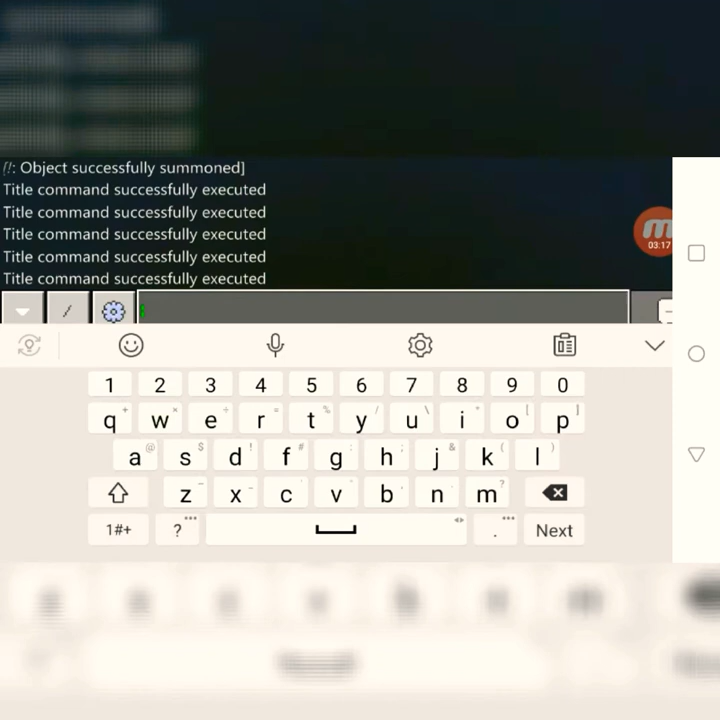 [!: Object successfully summoned]
Title command successfully executed
Title command successfully executed
Title command successfully executed
Title command successfully executed
Title command successfully executed
03:17
/
1 2 3 4 5 6 7 8 9 0
q w e r t y u i o p
a s d f g h j k l
z x c v b n m
1#+ ? . Next